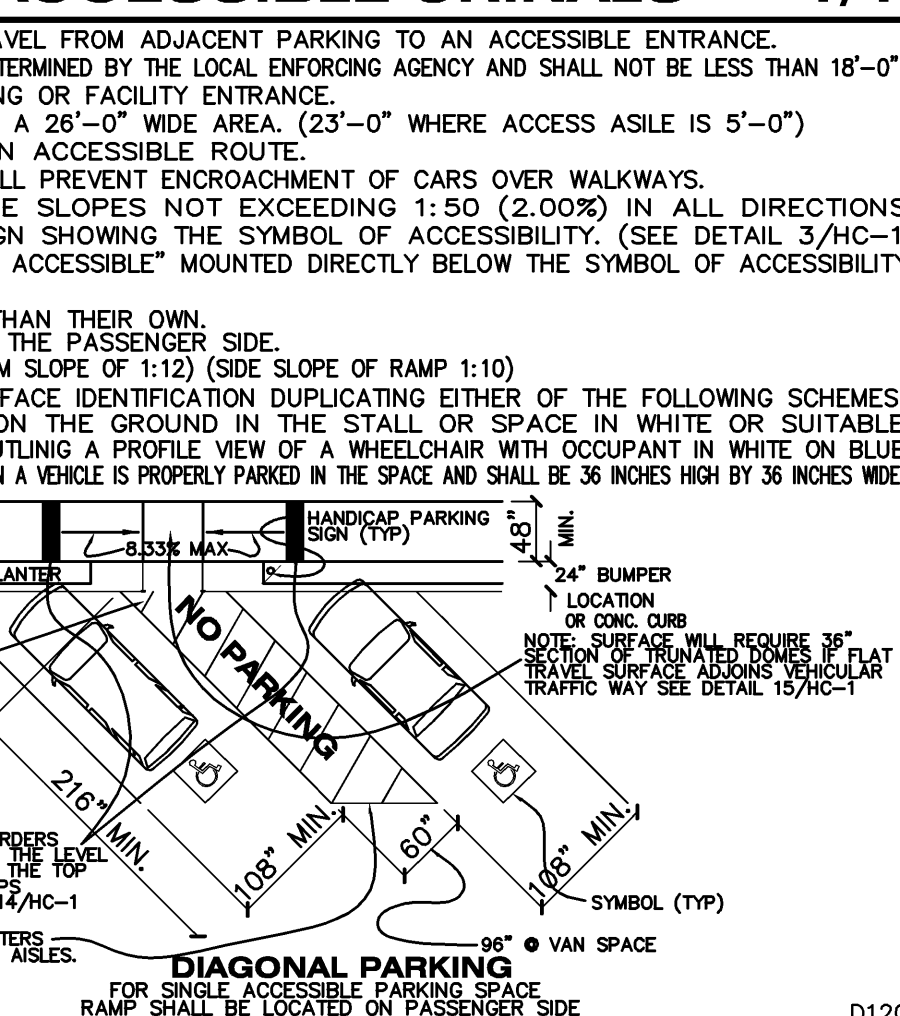 ACCESSIBLE URINALS
AVEL FROM ADJACENT PARKING TO AN ACCESSIBLE ENTRANCE.
TERMINED BY THE LOCAL ENFORCING AGENCY AND SHALL NOT BE LESS THAN 18'-0"
NG OR FACILITY ENTRANCE.
A 26'-0" WIDE AREA. (23'-0" WHERE ACCESS ASILE IS 5'-0")
N ACCESSIBLE ROUTE.
LL PREVENT ENCROACHMENT OF CARS OVER WALKWAYS.
E SLOPES NOT EXCEEDING 1:50 (2.00%) IN ALL DIRECTIONS
GN SHOWING THE SYMBOL OF ACCESSIBILITY. (SEE DETAIL 3/HC-1
ACCESSIBLE" MOUNTED DIRECTLY BELOW THE SYMBOL OF ACCESSIBILITY
THAN THEIR OWN.
THE PASSENGER SIDE.
M SLOPE OF 1:12) (SIDE SLOPE OF RAMP 1:10)
FACE IDENTIFICATION DUPLICATING EITHER OF THE FOLLOWING SCHEMES
ON THE GROUND IN THE STALL OR SPACE IN WHITE OR SUITABLE
UTLINIG A PROFILE VIEW OF A WHEELCHAIR WITH OCCUPANT IN WHITE ON BLUE
N A VEHICLE IS PROPERLY PARKED IN THE SPACE AND SHALL BE 36 INCHES HIGH BY 36 INCHES WIDE
HANDICAP PARKING
SIGN (TYP)
48" MIN.
8.33% MAX
LANTER
24" BUMPER
LOCATION
OR CONC. CURB
NOTE: SURFACE WILL REQUIRE 36"
SECTION OF TRUNATED DOMES IF FLAT
TRAVEL SURFACE ADJOINS VEHICULAR
TRAFFIC WAY SEE DETAIL 15/HC-1
NO PARKING
216" MIN.
108" MIN.
60"
108" MIN.
RDERS
THE LEVEL
THE TOP
PS
14/HC-1
SYMBOL (TYP)
TERS
AISLES.
96" @ VAN SPACE
DIAGONAL PARKING
FOR SINGLE ACCESSIBLE PARKING SPACE
RAMP SHALL BE LOCATED ON PASSENGER SIDE
D120